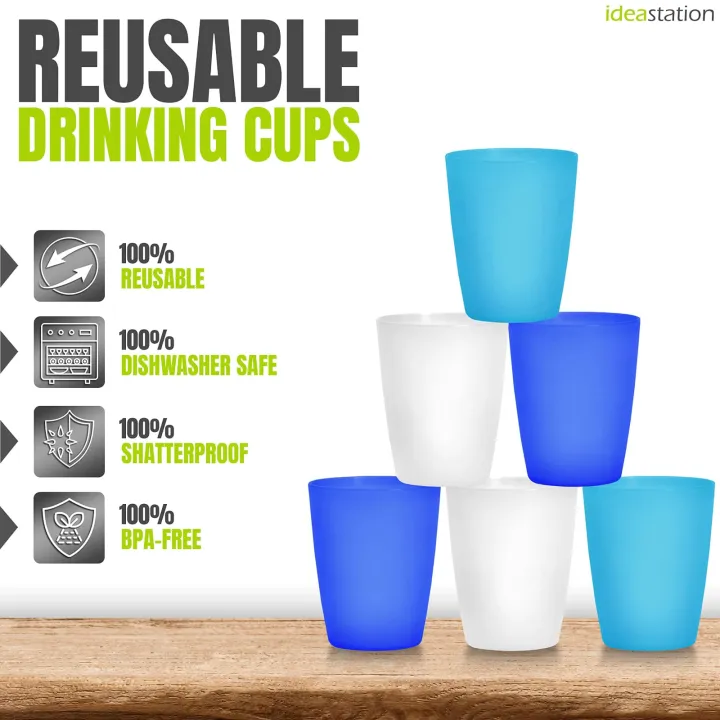 ideastation
REUSABLE
DRINKING CUPS
100%
REUSABLE
100%
DISHWASHER SAFE
100%
SHATTERPROOF
100%
BPA-FREE